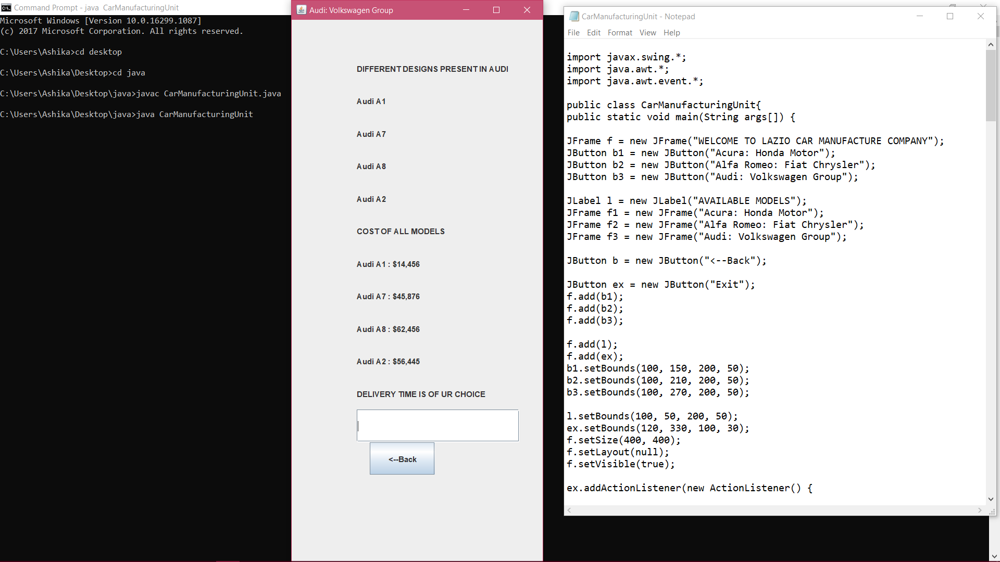 Command Prompt - java  CarManufacturingUnit
Microsoft Windows [Version 10.0.16299.1087]
(c) 2017 Microsoft Corporation. All rights reserved.
C:\Users\Ashika>cd desktop
C:\Users\Ashika\Desktop>cd java
C:\Users\Ashika\Desktop\java>javac CarManufacturingUnit.java
C:\Users\Ashika\Desktop\java>java CarManufacturingUnit
Audi: Volkswagen Group
DIFFERENT DESIGNS PRESENT IN AUDI
Audi A1
Audi A7
Audi A8
Audi A2
COST OF ALL MODELS
Audi A1 : $14,456
Audi A7 : $45,876
Audi A8 : $62,456
Audi A2 : $56,445
DELIVERY TIME IS OF UR CHOICE
<--Back
CarManufacturingUnit - Notepad
File Edit Format View Help
import javax.swing.*;
import java.awt.*;
import java.awt.event.*;
public class CarManufacturingUnit{
public static void main(String args[]) {
JFrame f = new JFrame("WELCOME TO LAZIO CAR MANUFACTURE COMPANY");
JButton b1 = new JButton("Acura: Honda Motor");
JButton b2 = new JButton("Alfa Romeo: Fiat Chrysler");
JButton b3 = new JButton("Audi: Volkswagen Group");
JLabel l = new JLabel("AVAILABLE MODELS");
JFrame f1 = new JFrame("Acura: Honda Motor");
JFrame f2 = new JFrame("Alfa Romeo: Fiat Chrysler");
JFrame f3 = new JFrame("Audi: Volkswagen Group");
JButton b = new JButton("<--Back");
JButton ex = new JButton("Exit");
f.add(b1);
f.add(b2);
f.add(b3);
f.add(l);
f.add(ex);
b1.setBounds(100, 150, 200, 50);
b2.setBounds(100, 210, 200, 50);
b3.setBounds(100, 270, 200, 50);
l.setBounds(100, 50, 200, 50);
ex.setBounds(120, 330, 100, 30);
f.setSize(400, 400);
f.setLayout(null);
f.setVisible(true);
ex.addActionListener(new ActionListener() {